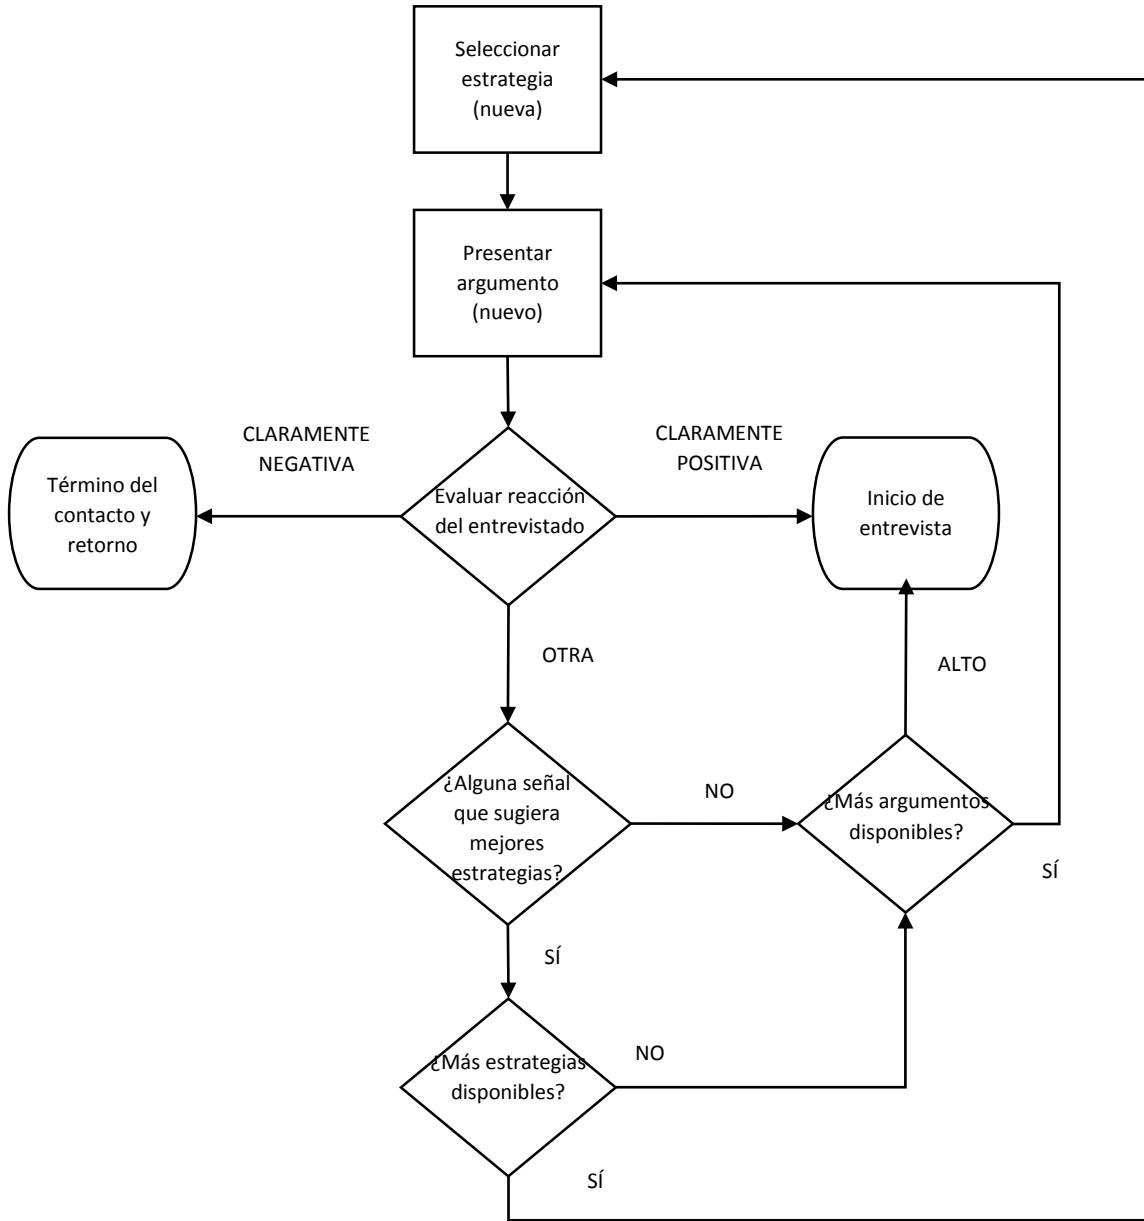 Seleccionar
estrategia
(nueva)
Presentar
argumento
(nuevo)
CLARAMENTE
NEGATIVA
CLARAMENTE
POSITIVA
Término del
contacto y
retorno
Evaluar reacción
del entrevistado
Inicio de
entrevista
OTRA
ALTO
¿Alguna señal
que sugiera
mejores
estrategias?
NO
¿Más argumentos
disponibles?
SÍ
SÍ
¿Más estrategias
disponibles?
NO
SÍ